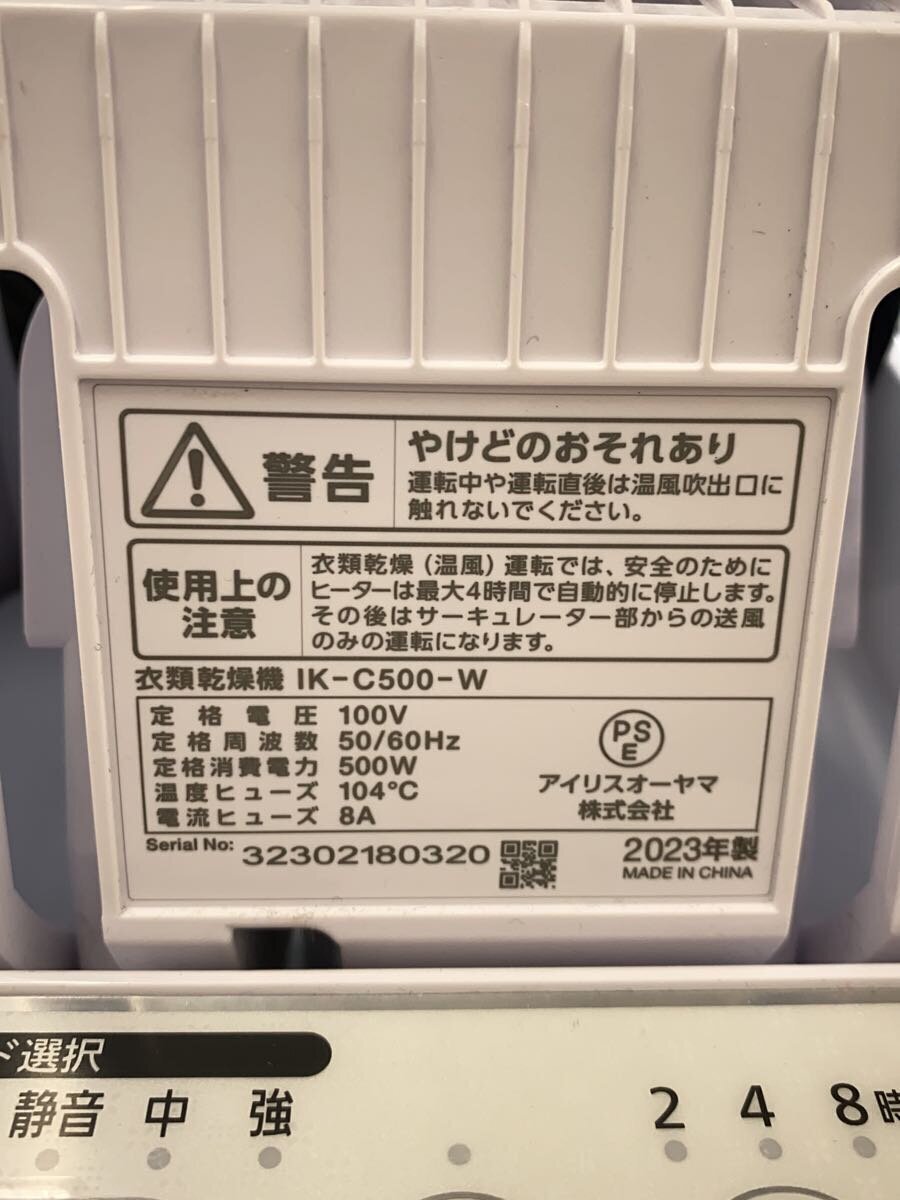 警告
やけどのおそれあり
運転中や運転直後は温風吹出口に
触れないでください。
使用上の
注意
衣類乾燥(温風)運転では、安全のために
ヒーターは最大4時間で自動的に停止します。
その後はサーキュレーター部からの送風
のみの運転になります。
衣類乾燥機 IK-C500-W
定格電圧 100V
定格周波数 50/60Hz
定格消費電力 500W
温度ヒューズ 104℃
電流ヒューズ 8A
PS
E
アイリスオーヤマ
株式会社
Serial No: 32302180320
2023年製
MADE IN CHINA
ド選択
静音 中 強
2 4 8時